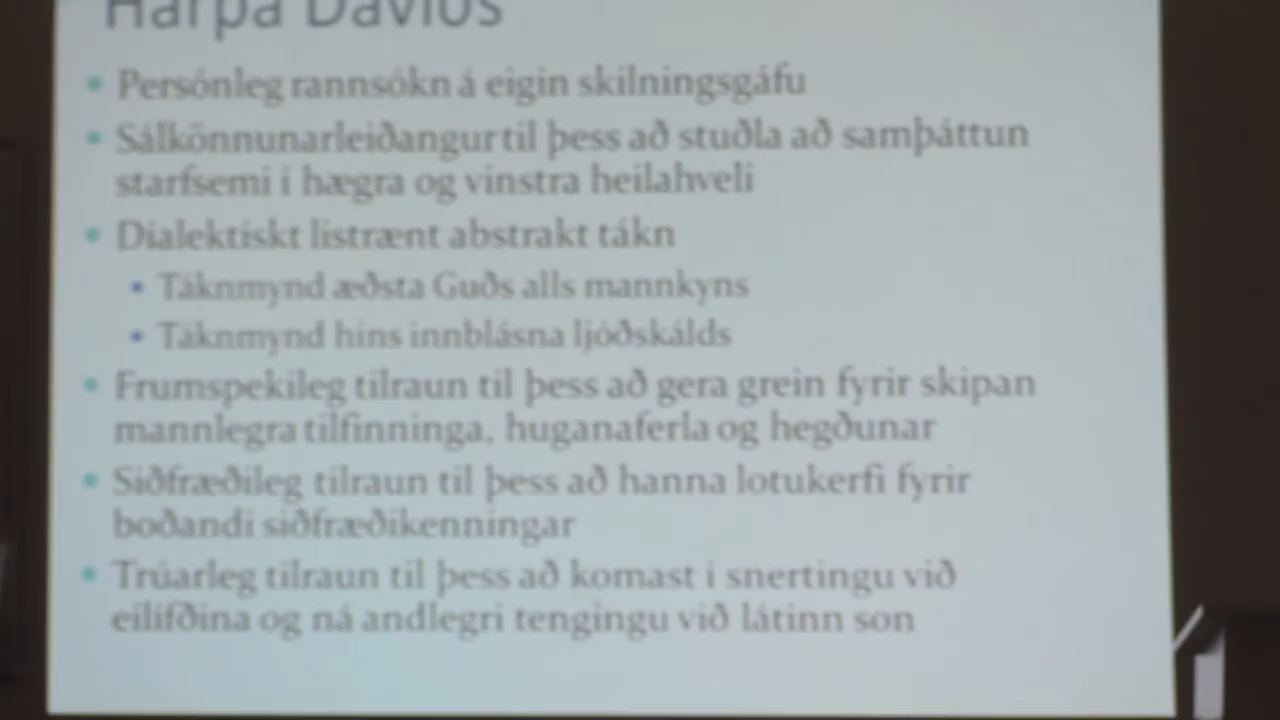 Harpa Davíðs
• Persónleg rannsókn á eigin skilningsgáfu
• Sálkönnunarleiðangur til þess að stuðla að samþáttun
starfsemi í hægra og vinstra heilahveli
• Díalektískt listrænt abstrakt tákn
• Táknmynd æðsta Guðs alls mannkyns
• Táknmynd hins innblásna ljóðskálds
• Frumspekileg tilraun til þess að gera grein fyrir skipan
mannlegra tilfinninga, huganaferla og hegðunar
• Siðfræðileg tilraun til þess að hanna lotukerfi fyrir
boðandi siðfræðikenningar
• Trúarleg tilraun til þess að komast í snertingu við
eilífðina og ná andlegri tengingu við látinn son